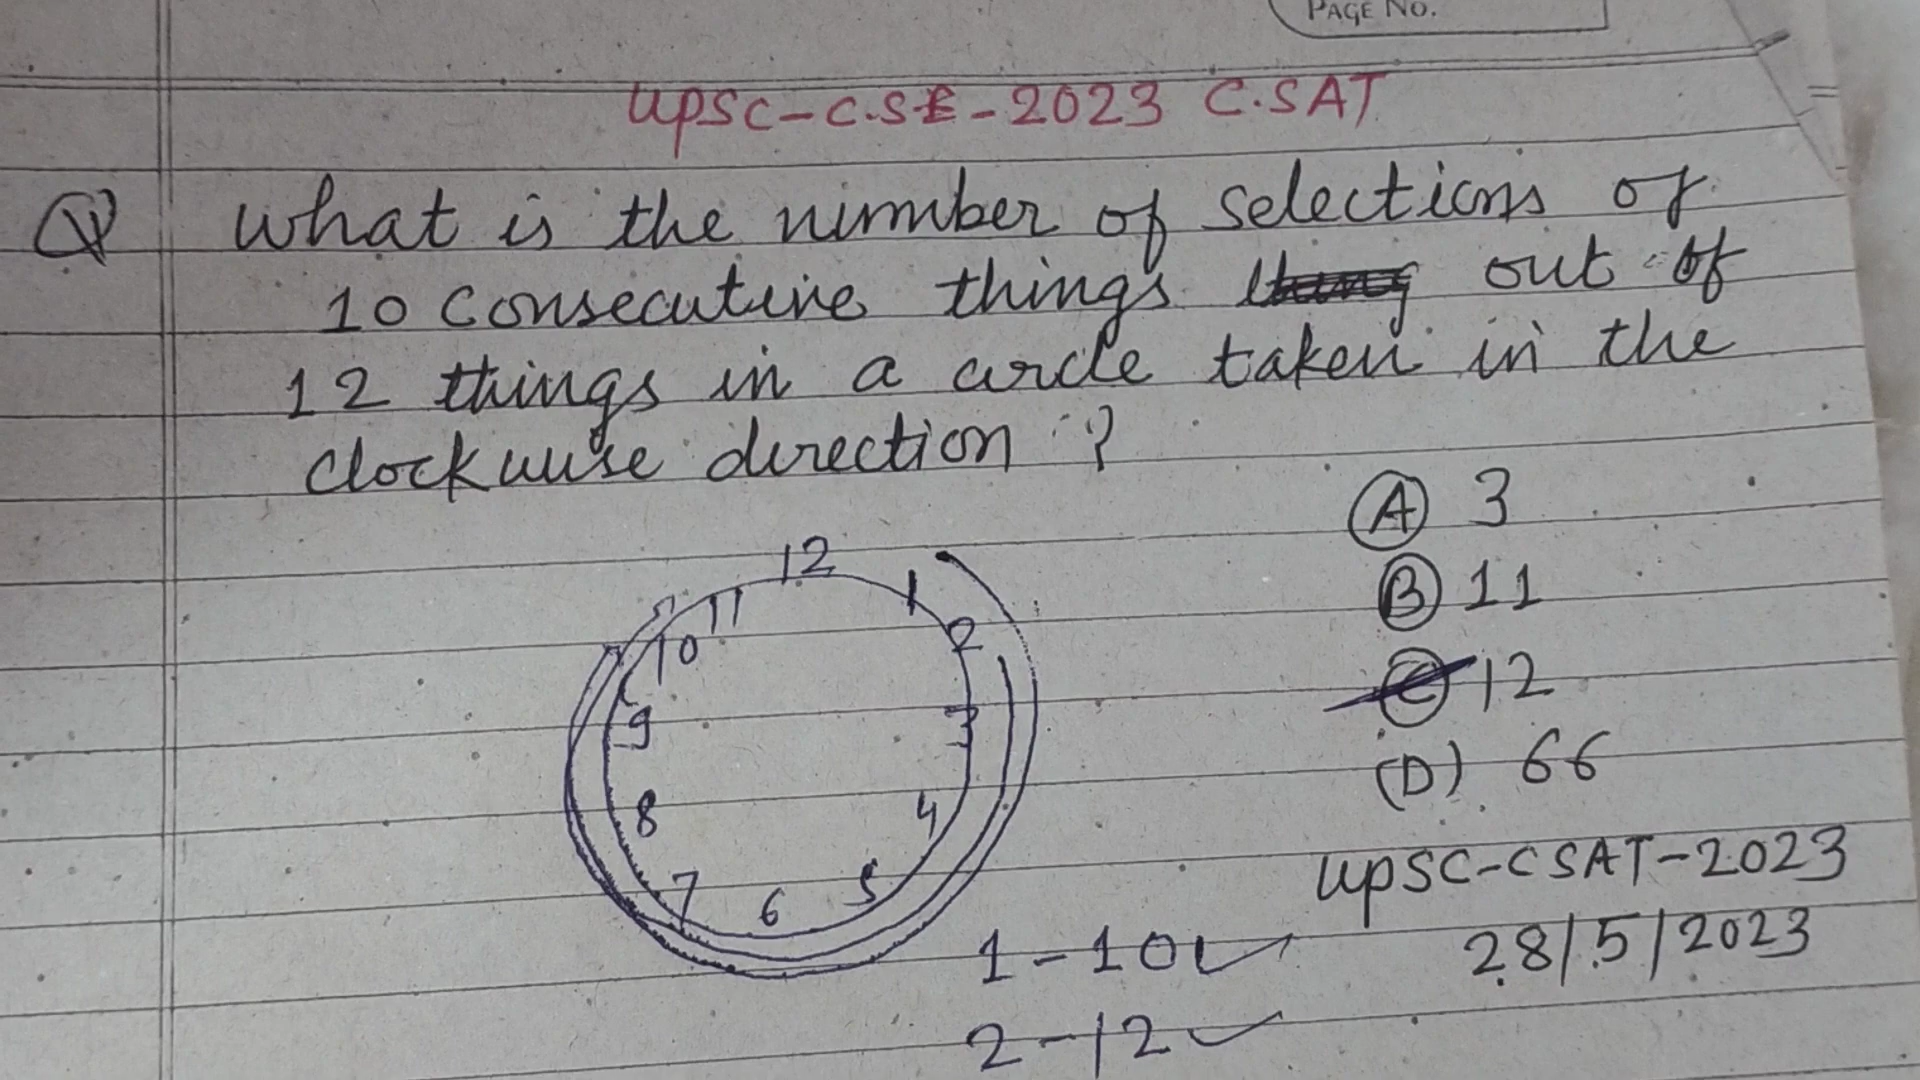 PAGE NO.
UPSC-C.SE-2023 C.SAT
Q What is the number of selections of
10 consecutive things out of
12 things in a circle taken in the
clockwise direction ?
(A) 3
(B) 11
(C) 12
(D) 66
12
11
1
10
2
9
3
8
4
7
6
5
UPSC-CSAT-2023
28/5/2023
1-10
2-12